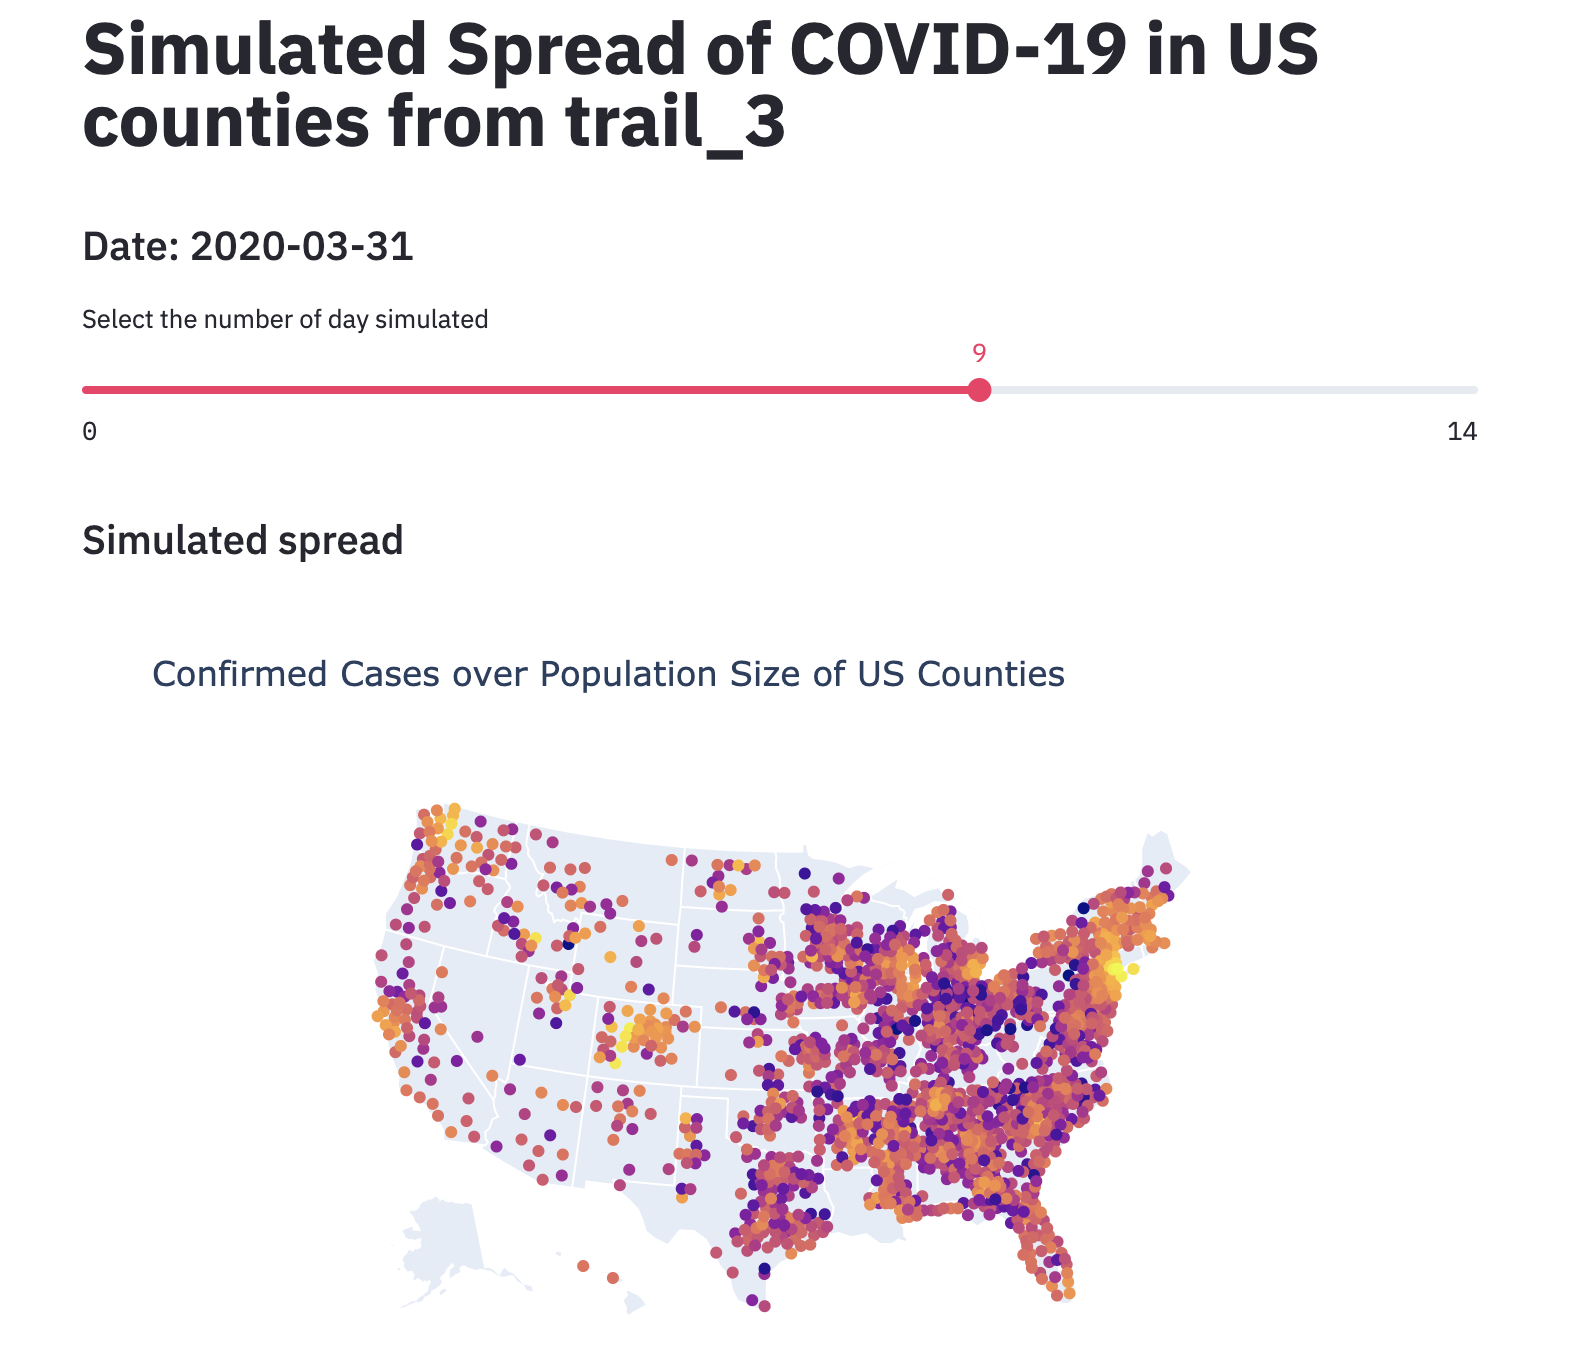 Simulated Spread of COVID-19 in US
counties from trail_3
Date: 2020-03-31
Select the number of day simulated
9
0
14
Simulated spread
Confirmed Cases over Population Size of US Counties